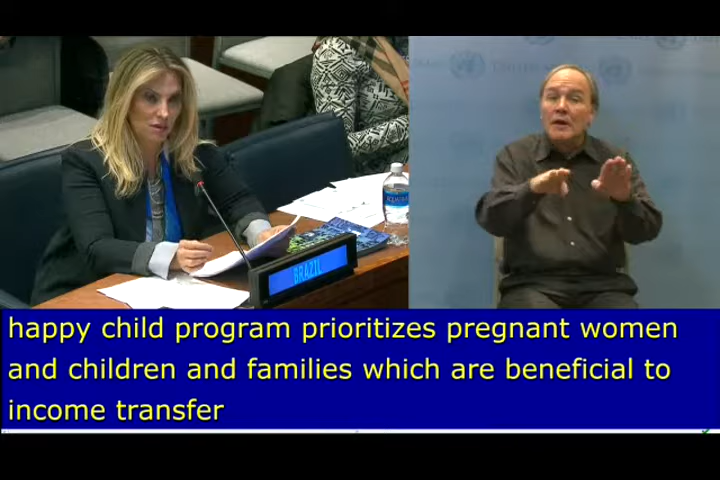 BRAZIL
happy child program prioritizes pregnant women
and children and families which are beneficial to
income transfer